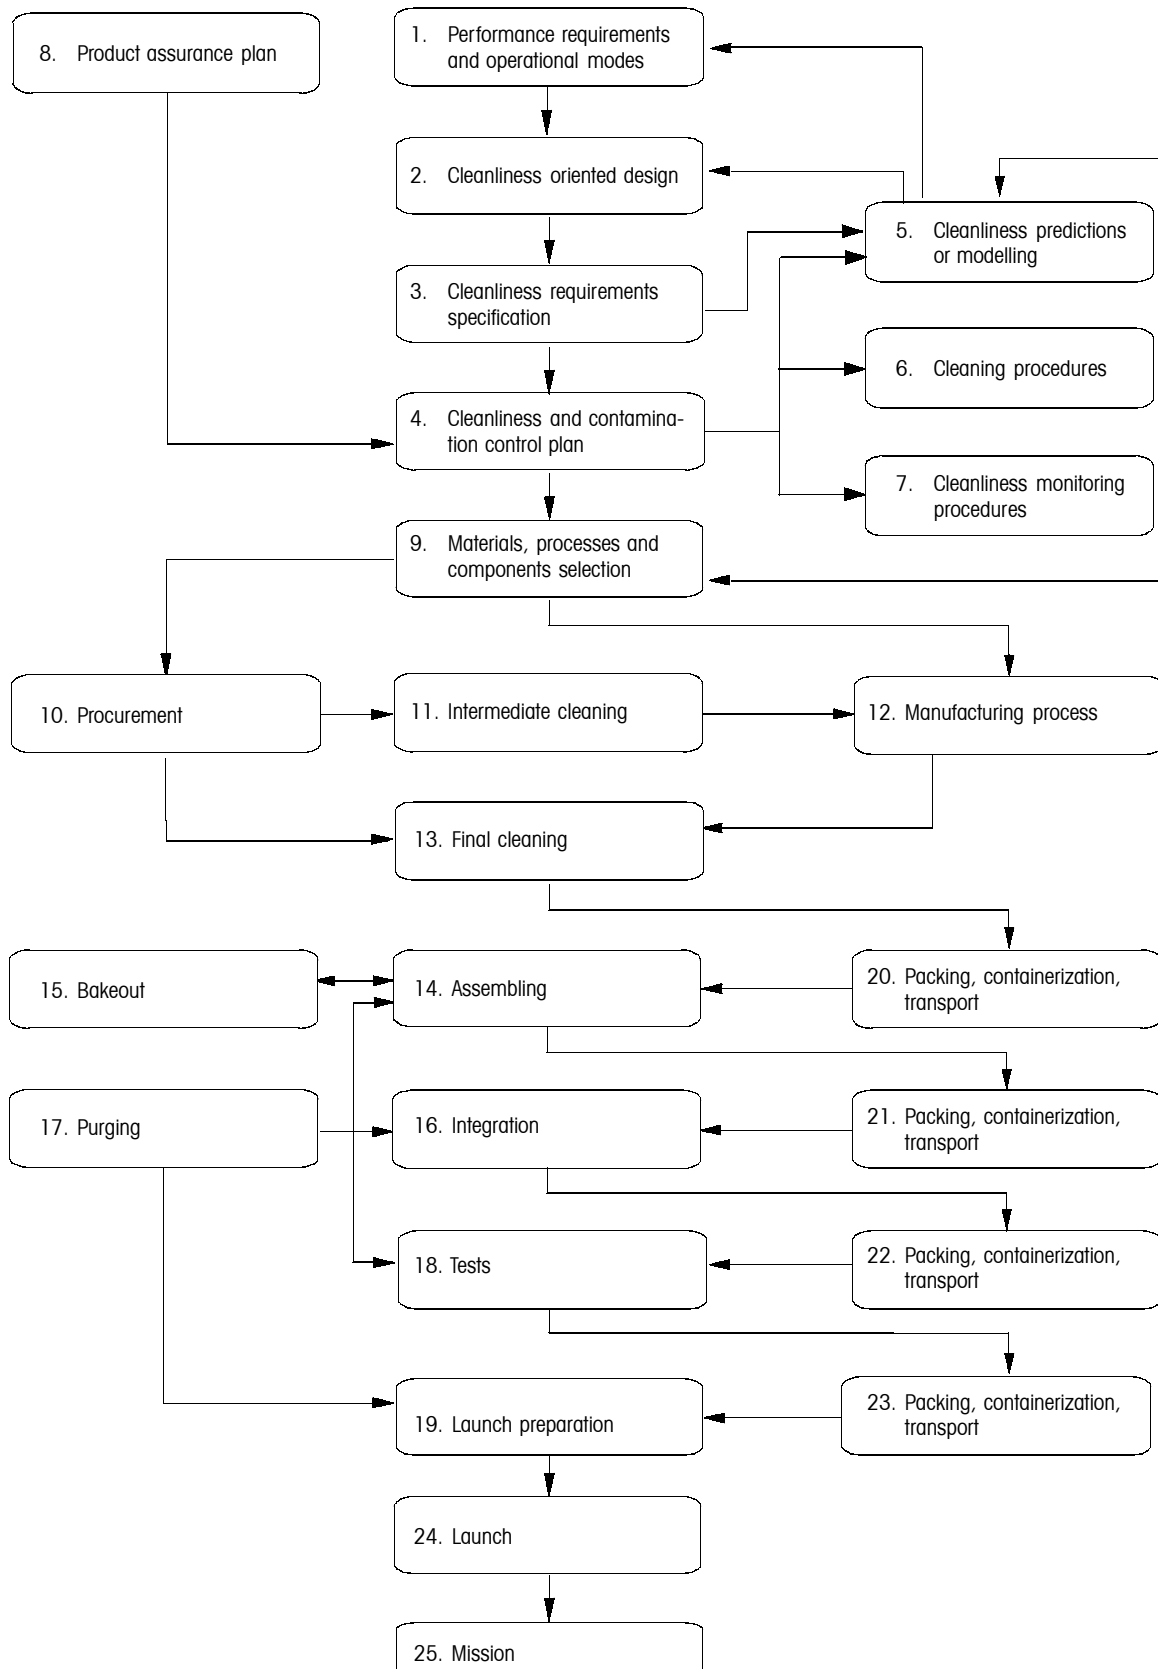 8. Product assurance plan
1. Performance requirements
and operational modes
2. Cleanliness oriented design
5. Cleanliness predictions
or modelling
3. Cleanliness requirements
specification
6. Cleaning procedures
4. Cleanliness and contamina-
tion control plan
7. Cleanliness monitoring
procedures
9. Materials, processes and
components selection
10. Procurement
11. Intermediate cleaning
12. Manufacturing process
13. Final cleaning
15. Bakeout
14. Assembling
20. Packing, containerization,
transport
17. Purging
16. Integration
21. Packing, containerization,
transport
18. Tests
22. Packing, containerization,
transport
19. Launch preparation
23. Packing, containerization,
transport
24. Launch
25. Mission